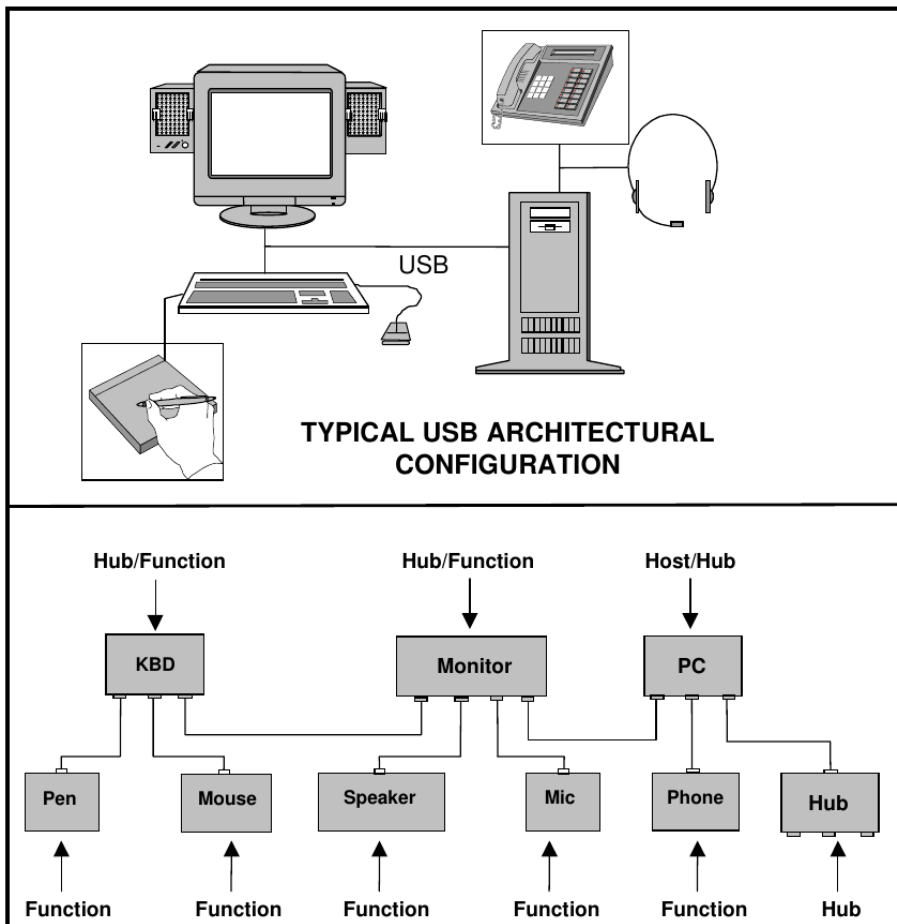 USB
TYPICAL USB ARCHITECTURAL
CONFIGURATION
Hub/Function
Hub/Function
Host/Hub
KBD
Monitor
PC
Pen
Mouse
Speaker
Mic
Phone
Hub
Function
Function
Function
Function
Function
Hub